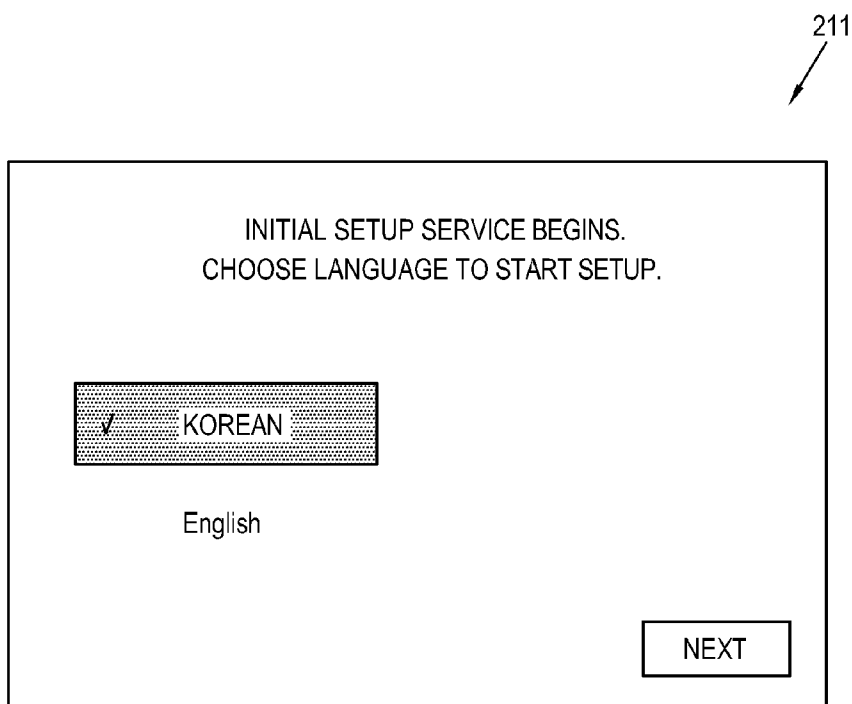 211
INITIAL SETUP SERVICE BEGINS.
CHOOSE LANGUAGE TO START SETUP.
√ KOREAN
English
NEXT